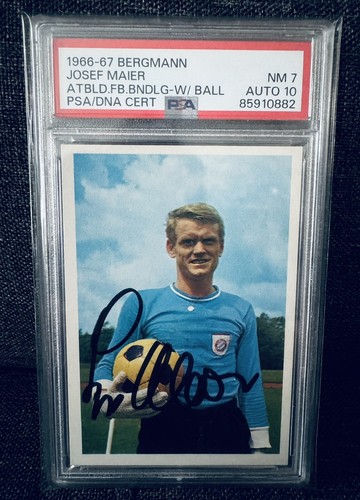 1966-67 BERGMANN
JOSEF MAIER NM 7
ATBLD.FB.BNDLG-W/ BALL AUTO 10
PSA/DNA CERT PSA 85910882